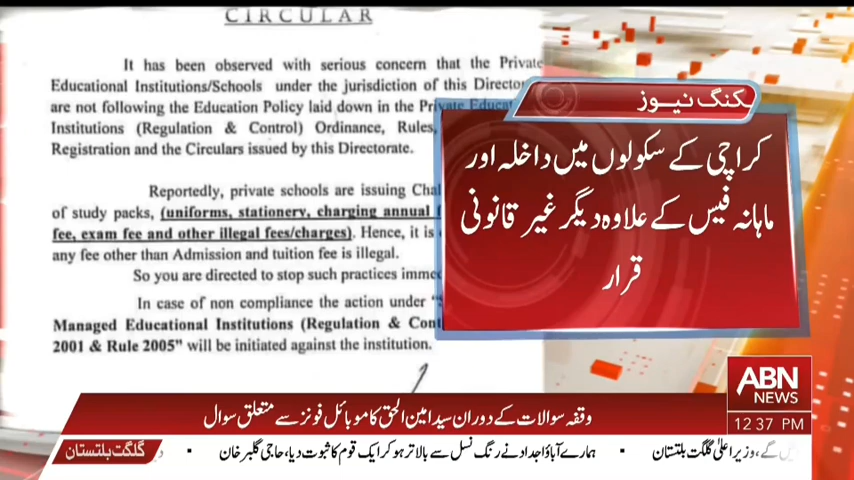 CIRCULAR
It has been observed with serious concern that the Private
Educational Institutions/Schools under the jurisdiction of this
are not following the Education Policy laid down in the Private
Institutions (Regulation & Control) Ordinance, Rules,
Registration and the Circulars issued by this Directorate.
Reportedly, private schools are issuing
of study packs, (uniforms, stationery, charging annual
fee, exam fee and other illegal fees/charges). Hence, it is
any fee other than Admission and tuition fee is illegal.
So you are directed to stop such practices
In case of non compliance the action under
Managed Educational Institutions (Regulation &
2001 & Rule 2005" will be initiated against the institution.
نیوز
کراچی کے سکولوں میں داخلہ اور
ماہانہ فیس کے علاوہ دیگر غیر قانونی
قرار
ABN
NEWS
12:37 PM
وقفہ سوالات کے دوران سید امین الحق کا موبائل فونز سے متعلق سوال
گلگت بلتستان
گے، وزیر اعلیٰ گلگت بلتستان ▪ ہمارے آباؤ اجداد نے رنگ نسل سے بالاتر ہو کر ایک قوم کا ثبوت دیا، حاجی گلبر خان ▪